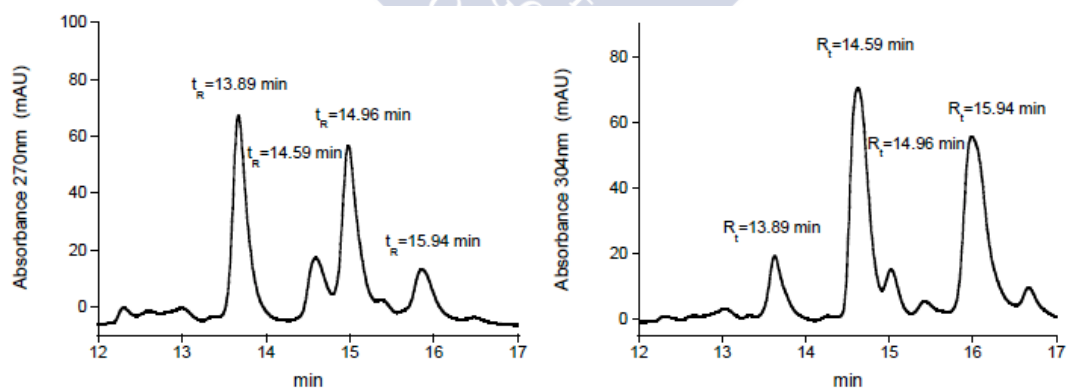 100
80
60
40
20
0
12
13
14
15
16
17
min
Absorbance 270nm (mAU)
tR=13.89 min
tR=14.59 min
tR=14.96 min
tR=15.94 min
80
60
40
20
0
12
13
14
15
16
17
min
Absorbance 304nm (mAU)
Rt=13.89 min
Rt=14.59 min
Rt=14.96 min
Rt=15.94 min